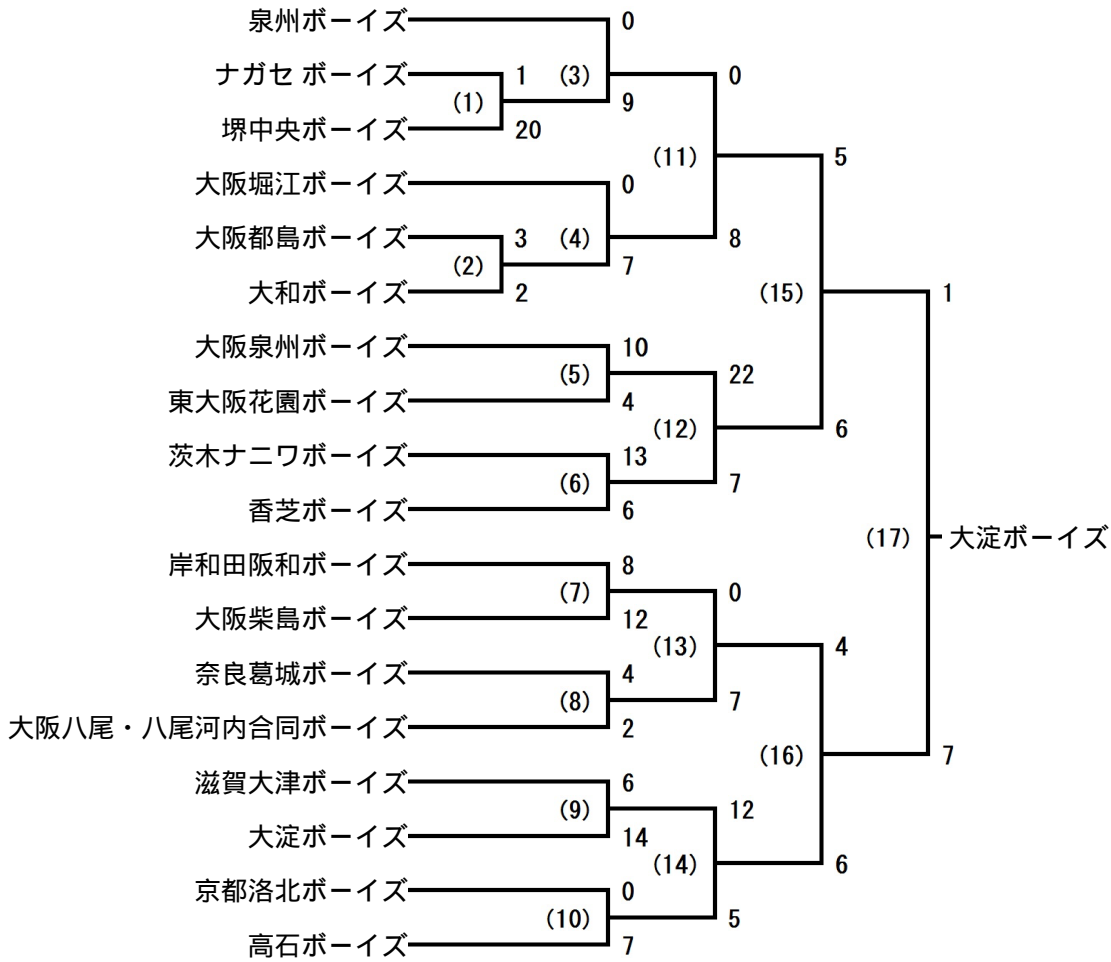 泉州ボーイズ 0
ナガセ ボーイズ 1 (3) 0
(1) 9
堺中央ボーイズ 20
(11) 5
大阪堀江ボーイズ 0
大阪都島ボーイズ 3 (4) 8
(2) 7
大和ボーイズ 2 (15) 1
大阪泉州ボーイズ 10
(5) 22
東大阪花園ボーイズ 4
(12) 6
茨木ナニワボーイズ 13
(6) 7
香芝ボーイズ 6
(17) 大淀ボーイズ
岸和田阪和ボーイズ 8
(7) 0
大阪柴島ボーイズ 12
(13) 4
奈良葛城ボーイズ 4
(8) 7
大阪八尾・八尾河内合同ボーイズ 2
(16) 7
滋賀大津ボーイズ 6
(9) 12
大淀ボーイズ 14
(14) 6
京都洛北ボーイズ 0
(10) 5
高石ボーイズ 7